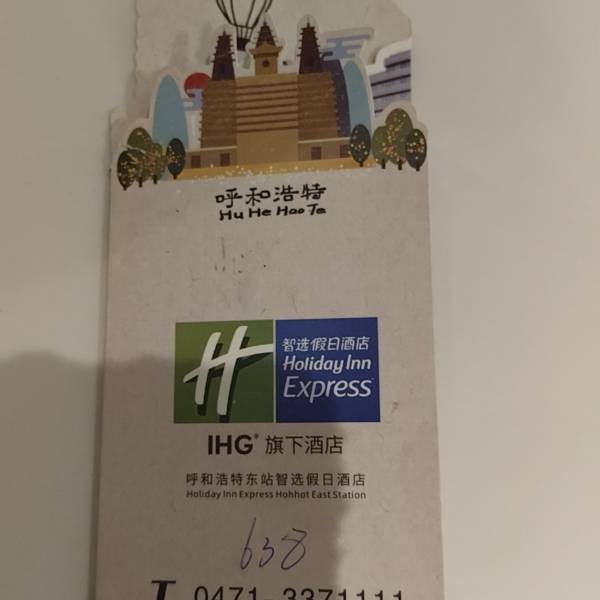 呼和浩特
Hu He Hao Te
智选假日酒店
Holiday Inn
Express
IHG® 旗下酒店
呼和浩特东站智选假日酒店
Holiday Inn Express Hohhot East Station
638
T 0471-3371111